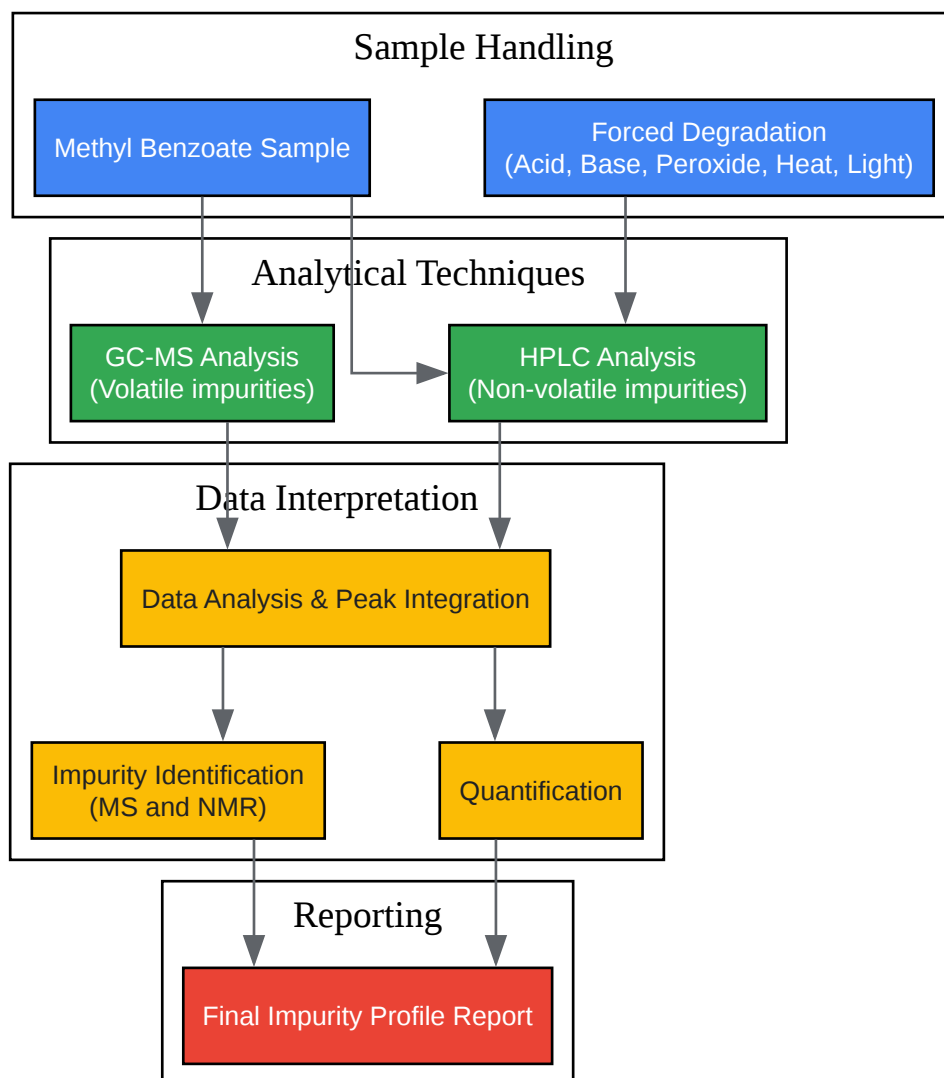 Sample Handling
Methyl Benzoate Sample
Forced Degradation
(Acid, Base, Peroxide, Heat, Light)
Analytical Techniques
GC-MS Analysis
(Volatile impurities)
HPLC Analysis
(Non-volatile impurities)
Data Interpretation
Data Analysis & Peak Integration
Impurity Identification
(MS and NMR)
Quantification
Reporting
Final Impurity Profile Report